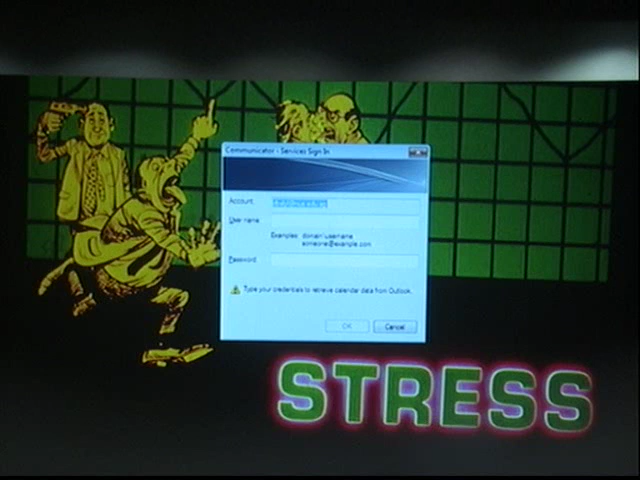 Communicator - Services Sign In
Account:
User name:
Examples: domain\username
someone@example.com
Password:
Type your credentials to retrieve calendar data from Outlook.
OK
Cancel
STRESS